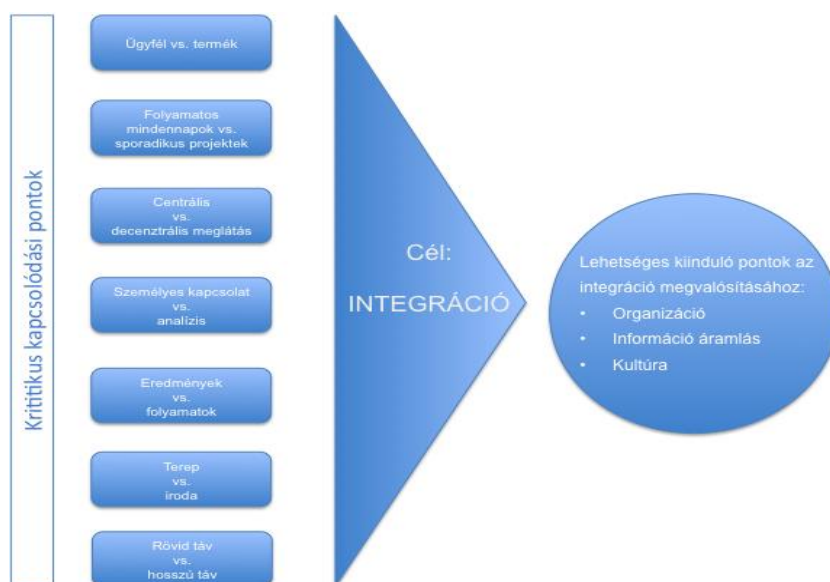 Krititikus kapcsolódási pontok
Ügyfél vs. termék
Folyamatos
mindennapok vs.
sporadikus projektek
Centrális
vs.
decenztrális meglátás
Személyes kapcsolat
vs.
analízis
Eredmények
vs.
folyamatok
Terep
vs.
iroda
Rövid táv
vs.
hosszú táv
Cél:
INTEGRÁCIÓ
Lehetséges kiinduló pontok az
integráció megvalósításához:
• Organizáció
• Információ áramlás
• Kultúra